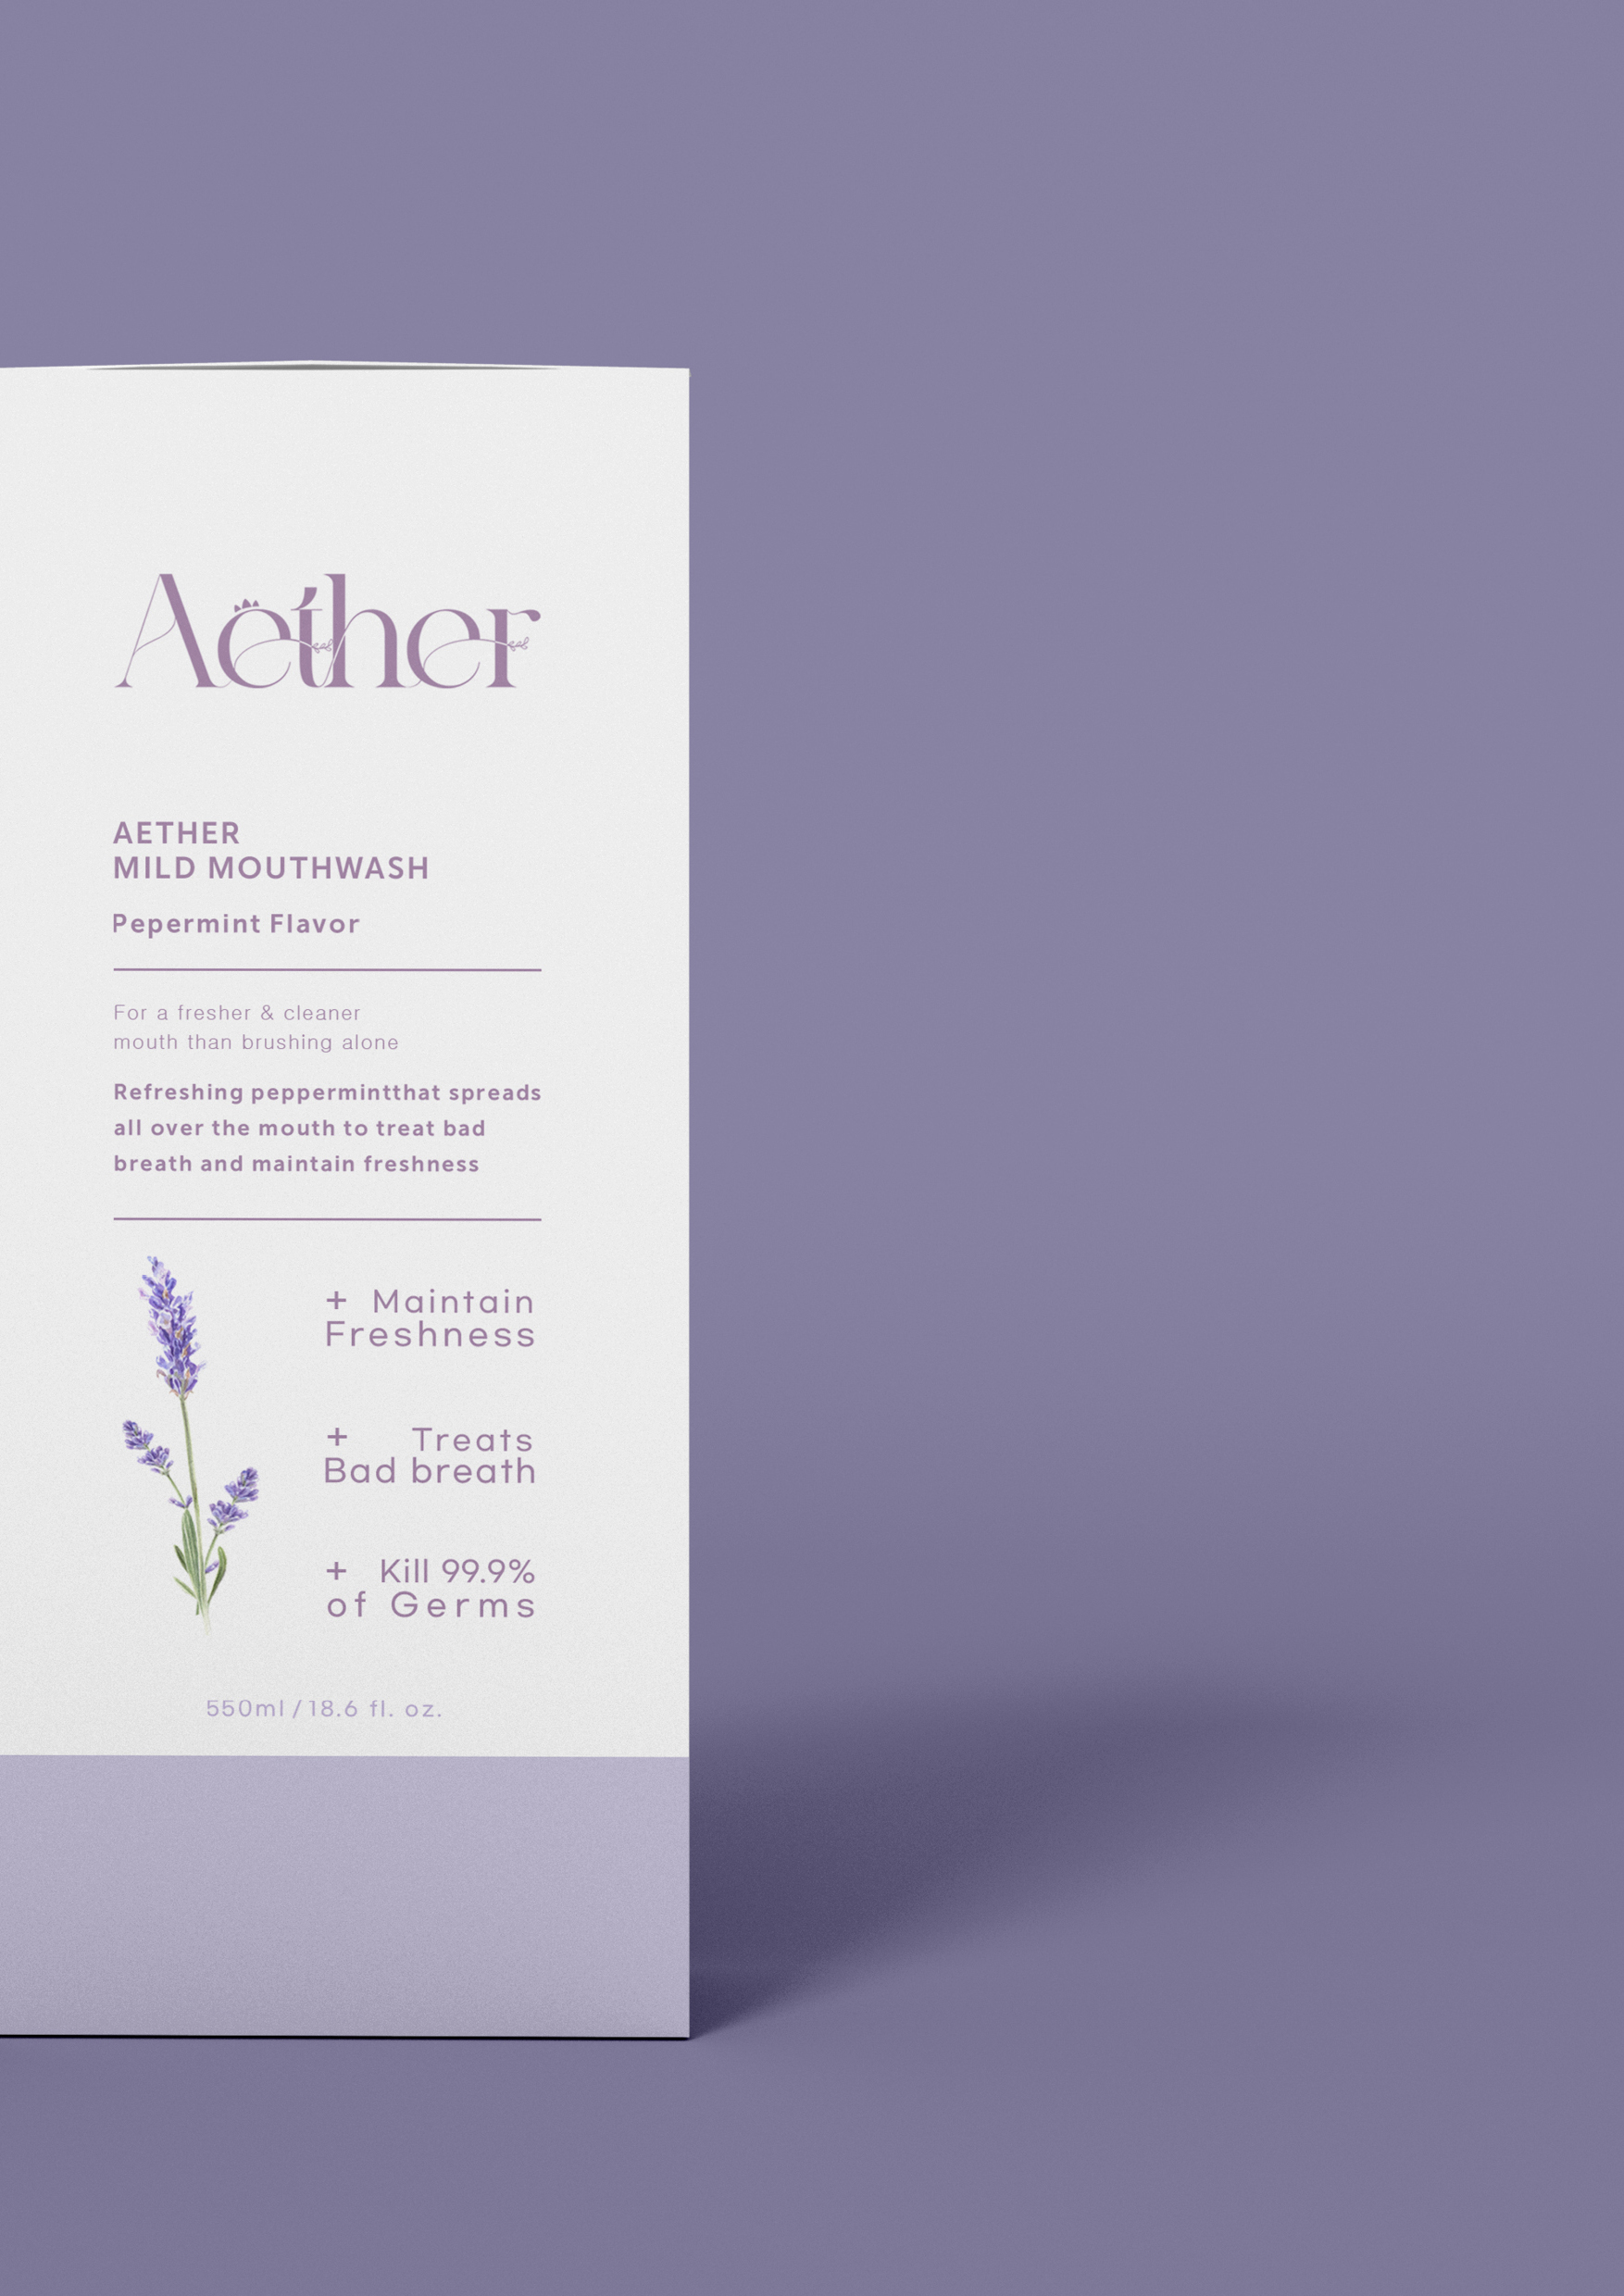 Aether
AETHER
MILD MOUTHWASH
Pepermint Flavor
For a fresher & cleaner
mouth than brushing alone
Refreshing peppermintthat spreads
all over the mouth to treat bad
breath and maintain freshness
+ Maintain
Freshness
+ Treats
Bad breath
+ Kill 99.9%
of Germs
550ml / 18.6 fl. oz.